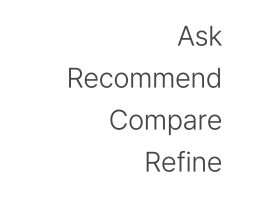 Ask
Recommend
Compare
Refine